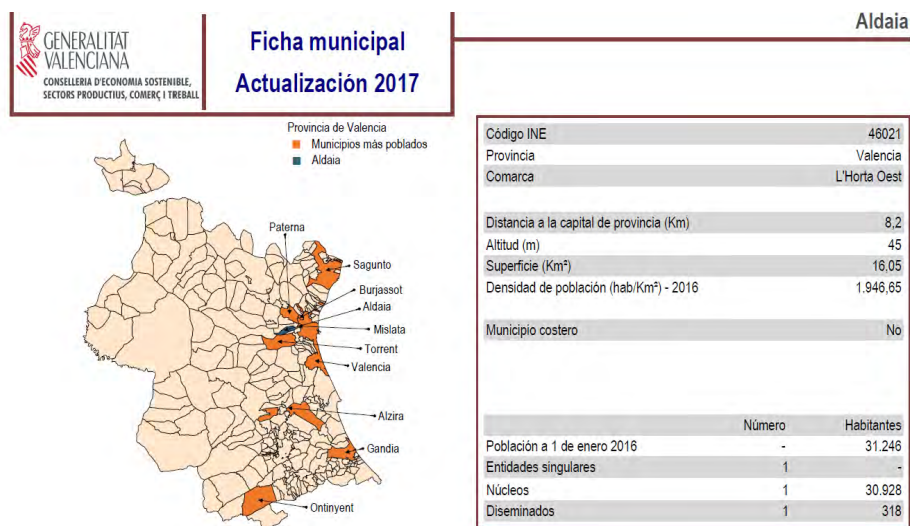 GENERALITAT
VALENCIANA
CONSELLERIA D'ECONOMIA SOSTENIBLE,
SECTORS PRODUCTIUS, COMERÇ I TREBALL
Ficha municipal
Actualización 2017
Aldaia
Provincia de Valencia
Municipios más poblados
Aldaia
Paterna
Sagunto
Burjassot
Aldaia
Mislata
Torrent
Valencia
Alzira
Gandia
Ontinyent
Código INE 46021
Provincia Valencia
Comarca L'Horta Oest
Distancia a la capital de provincia (Km) 8,2
Altitud (m) 45
Superficie (Km²) 16,05
Densidad de población (hab/Km²) - 2016 1.946,65
Municipio costero No
Número Habitantes
Población a 1 de enero 2016 - 31.246
Entidades singulares 1 -
Núcleos 1 30.928
Diseminados 1 318